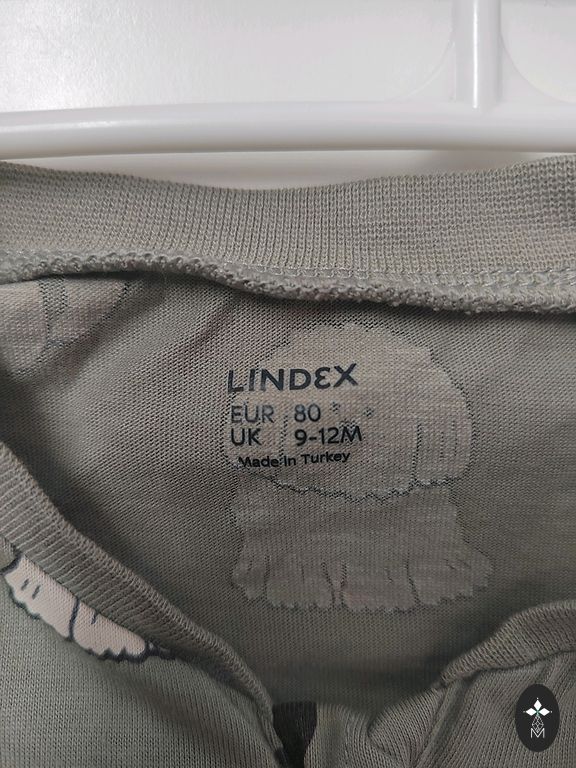 LINDEX
EUR 80
UK 9-12M
Made in Turkey
M